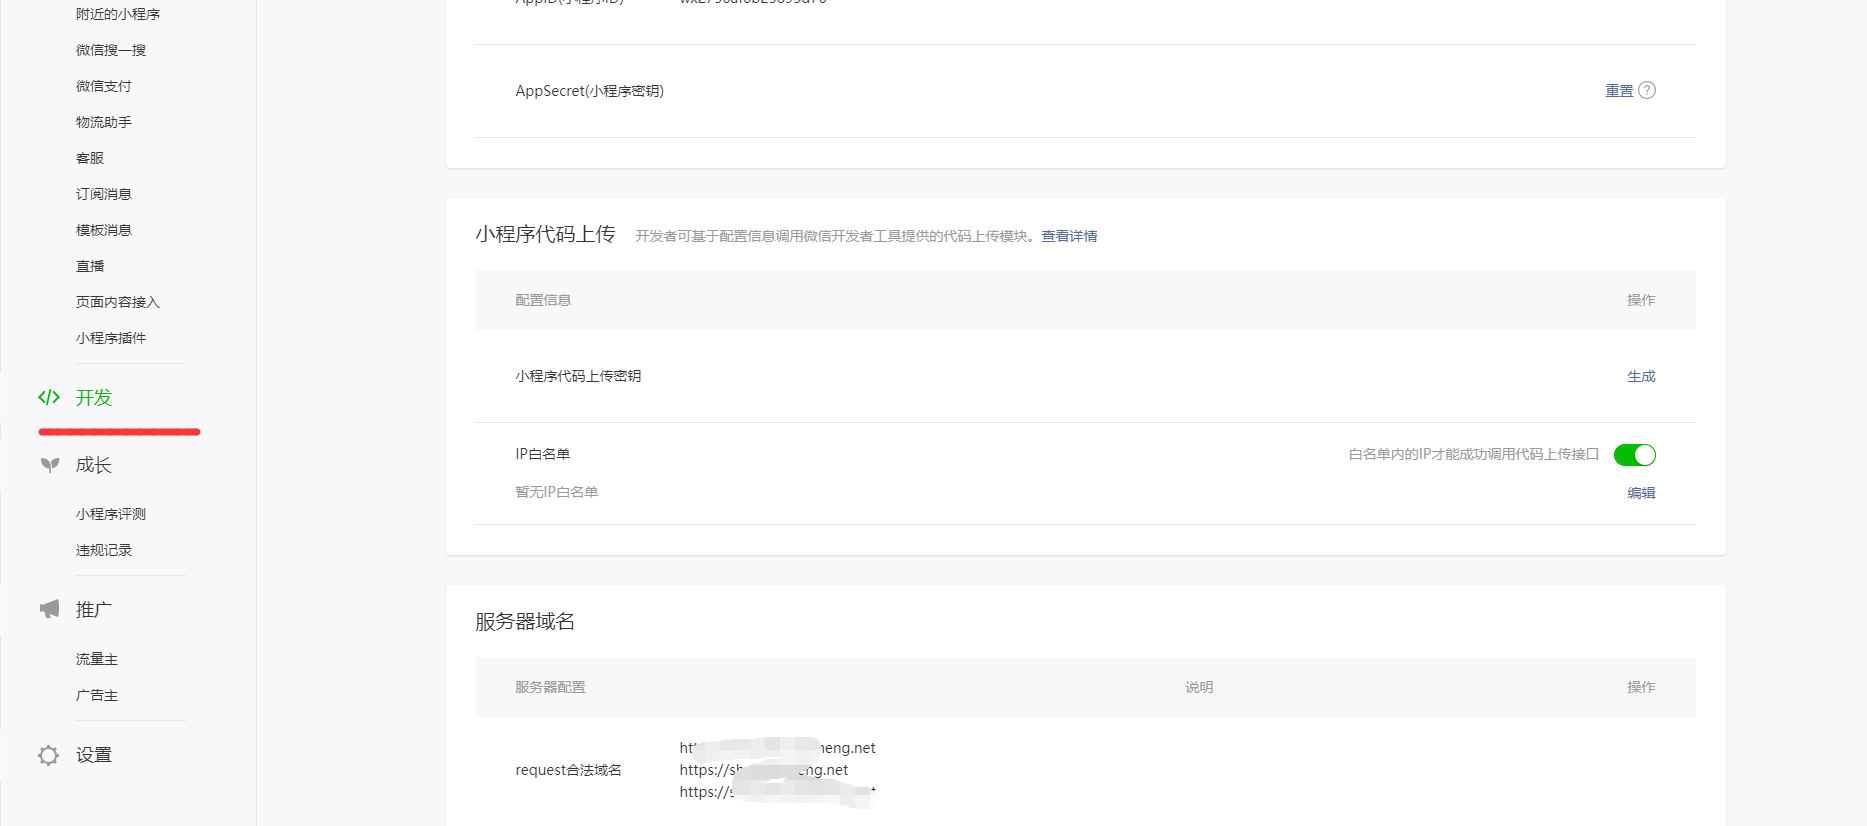 附近的小程序
微信搜一搜
微信支付
物流助手
客服
订阅消息
模板消息
直播
页面内容接入
小程序插件
开发
成长
小程序评测
违规记录
推广
流量主
广告主
设置
AppSecret(小程序密钥)
重置 ?
小程序代码上传 开发者可基于配置信息调用微信开发者工具提供的代码上传模块。查看详情
配置信息 操作
小程序代码上传密钥 生成
IP白名单 白名单内的IP才能成功调用代码上传接口
暂无IP白名单 编辑
服务器域名
服务器配置 说明 操作
request合法域名
heng.net
https://sh eng.net
https://s